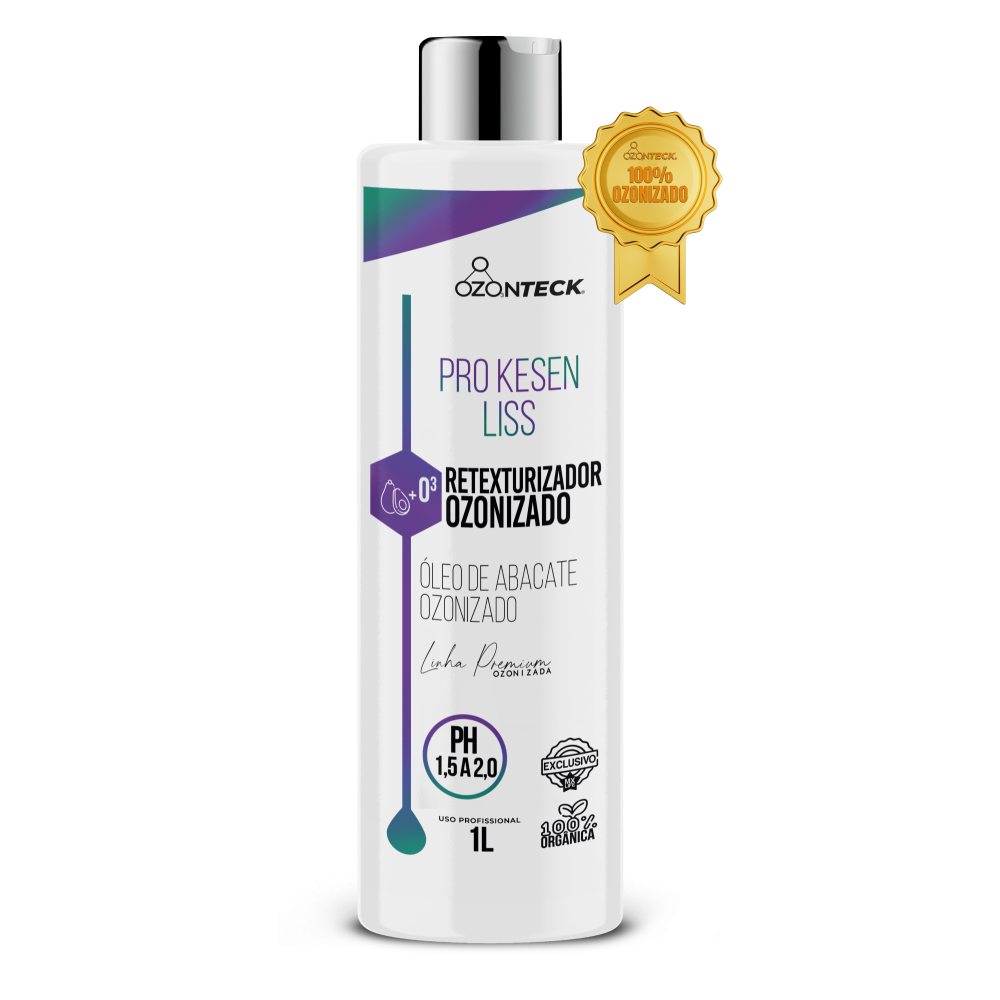 OZONTECK
100%
OZONIZADO
OZO3NTECK®
PRO KESEN
LISS
+O³
RETEXTURIZADOR
OZONIZADO
ÓLEO DE ABACATE
OZONIZADO
Linha Premium
OZONIZADA
PH
1,5 A 2,0
EXCLUSIVO
USO PROFISSIONAL
1L
100%
ORGÂNICA